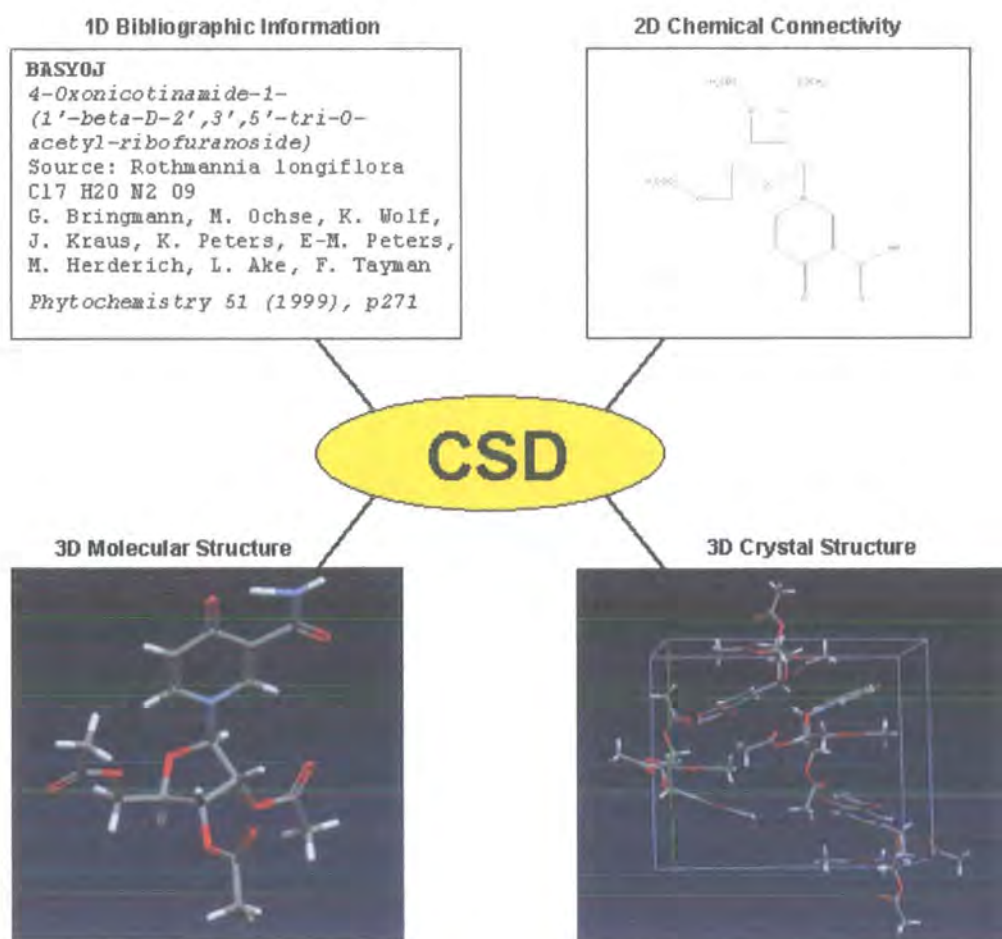 1D Bibliographic Information
BASYOJ
4-Oxonicotinamide-1-
(1'-beta-D-2',3',5'-tri-O-
acetyl-ribofuranoside)
Source: Rothmannia longiflora
C17 H20 N2 O9
G. Bringmann, M. Ochse, K. Wolf,
J. Kraus, K. Peters, E-M. Peters,
M. Herderich, L. Ake, F. Tayman
Phytochemistry 51 (1999), p271
2D Chemical Connectivity
CSD
3D Molecular Structure
3D Crystal Structure